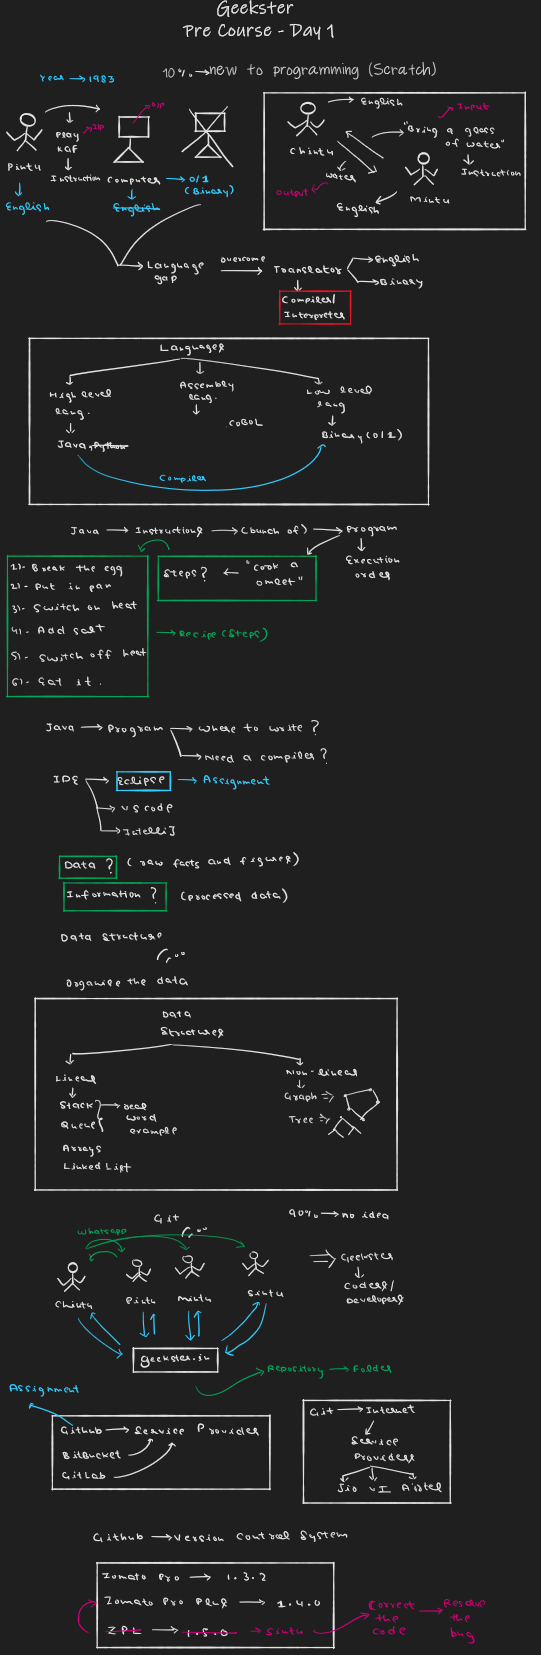 Geekster
Pre Course - Day 1
10% → new to programming (Scratch)
Year → 1983
Play → I/P
KGF
O/P
Pintu
Instruction
Computer → 0/1
(Binary)
English
English
English
Input
"Bring a glass
of water"
Chintu
Instruction
Water
Output
Mintu
English
Language
gap
overcome
Translator
English
Binary
Compiler/
Interpreter
Languages
High level
lang.
Assembly
lang.
Low level
lang
COBOL
Java, Python
Binary (0/1)
Compiler
Java → Instructions → (bunch of) → Program
Execution
order
Steps? ← "Cook a
omlet"
1)- Break the egg
2)- Put in pan
3)- Switch on heat
4)- Add salt
5)- Switch off heat
6)- Eat it.
→ Recipe (Steps)
Java → Program → Where to write?
→ Need a compiler?
IDE → Eclipse → Assignment
→ VS code
→ IntelliJ
Data ? (raw facts and figures)
Information ? (processed data)
Data Structure
Organise the data
Data
Structures
Linear
Non-linear
Stack
Queue
real
word
example
Graph ⇒
Tree ⇒
Arrays
Linked List
Git
90% → no idea
Whatsapp
Chintu
Pintu
Mintu
Sintu
⇒ Geekster
Coders/
Developers
geekster.in
Repository → Folder
Assignment
Github → Service Provider
BitBucket
GitLab
Git → Internet
Service
Providers
Jio VI Airtel
Github → Version Control System
Zomato Pro → 1.3.2
Zomato Pro Plus → 1.4.0
ZPL → 1.5.0 → Sintu
Correct
the
code
→ Resolve
the
bug